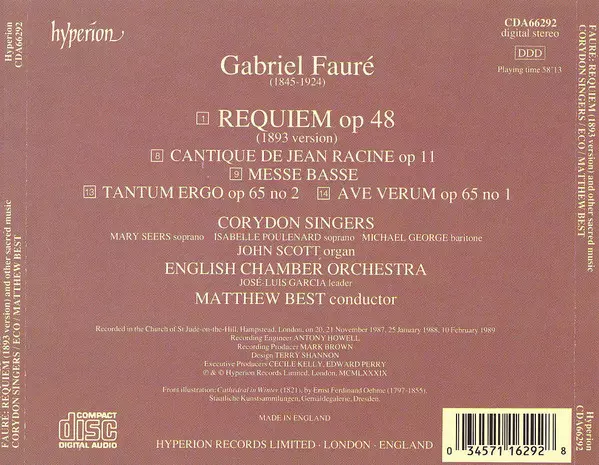 hyperion
CDA66292
digital stereo
DDD
Playing time 58'13
Gabriel Fauré
(1845-1924)
1 REQUIEM op 48
(1893 version)
8 CANTIQUE DE JEAN RACINE op 11
9 MESSE BASSE
13 TANTUM ERGO op 65 no 2 14 AVE VERUM op 65 no 1
CORYDON SINGERS
MARY SEERS soprano ISABELLE POULENARD soprano MICHAEL GEORGE baritone
JOHN SCOTT organ
ENGLISH CHAMBER ORCHESTRA
JOSÉ-LUIS GARCIA leader
MATTHEW BEST conductor
Recorded in the Church of St Jude-on-the-Hill, Hampstead, London, on 20, 21 November 1987, 25 January 1988, 10 February 1989
Recording Engineer ANTONY HOWELL
Recording Producer MARK BROWN
Design TERRY SHANNON
Executive Producers CECILE KELLY, EDWARD PERRY
℗ & © Hyperion Records Limited, London, MCMLXXXIX
Front illustration: Cathedral in Winter (1821), by Ernst Ferdinand Oehme (1797-1855).
Staatliche Kunstsammlungen, Gemäldegalerie, Dresden.
MADE IN ENGLAND
COMPACT
disc
DIGITAL AUDIO
HYPERION RECORDS LIMITED · LONDON · ENGLAND
0 34571 16292 8
Hyperion
CDA66292
FAURÉ: REQUIEM (1893 version) and other sacred music
CORYDON SINGERS / ECO / MATTHEW BEST
FAURÉ: REQUIEM (1893 version) and other sacred music
CORYDON SINGERS / ECO / MATTHEW BEST
Hyperion
CDA66292